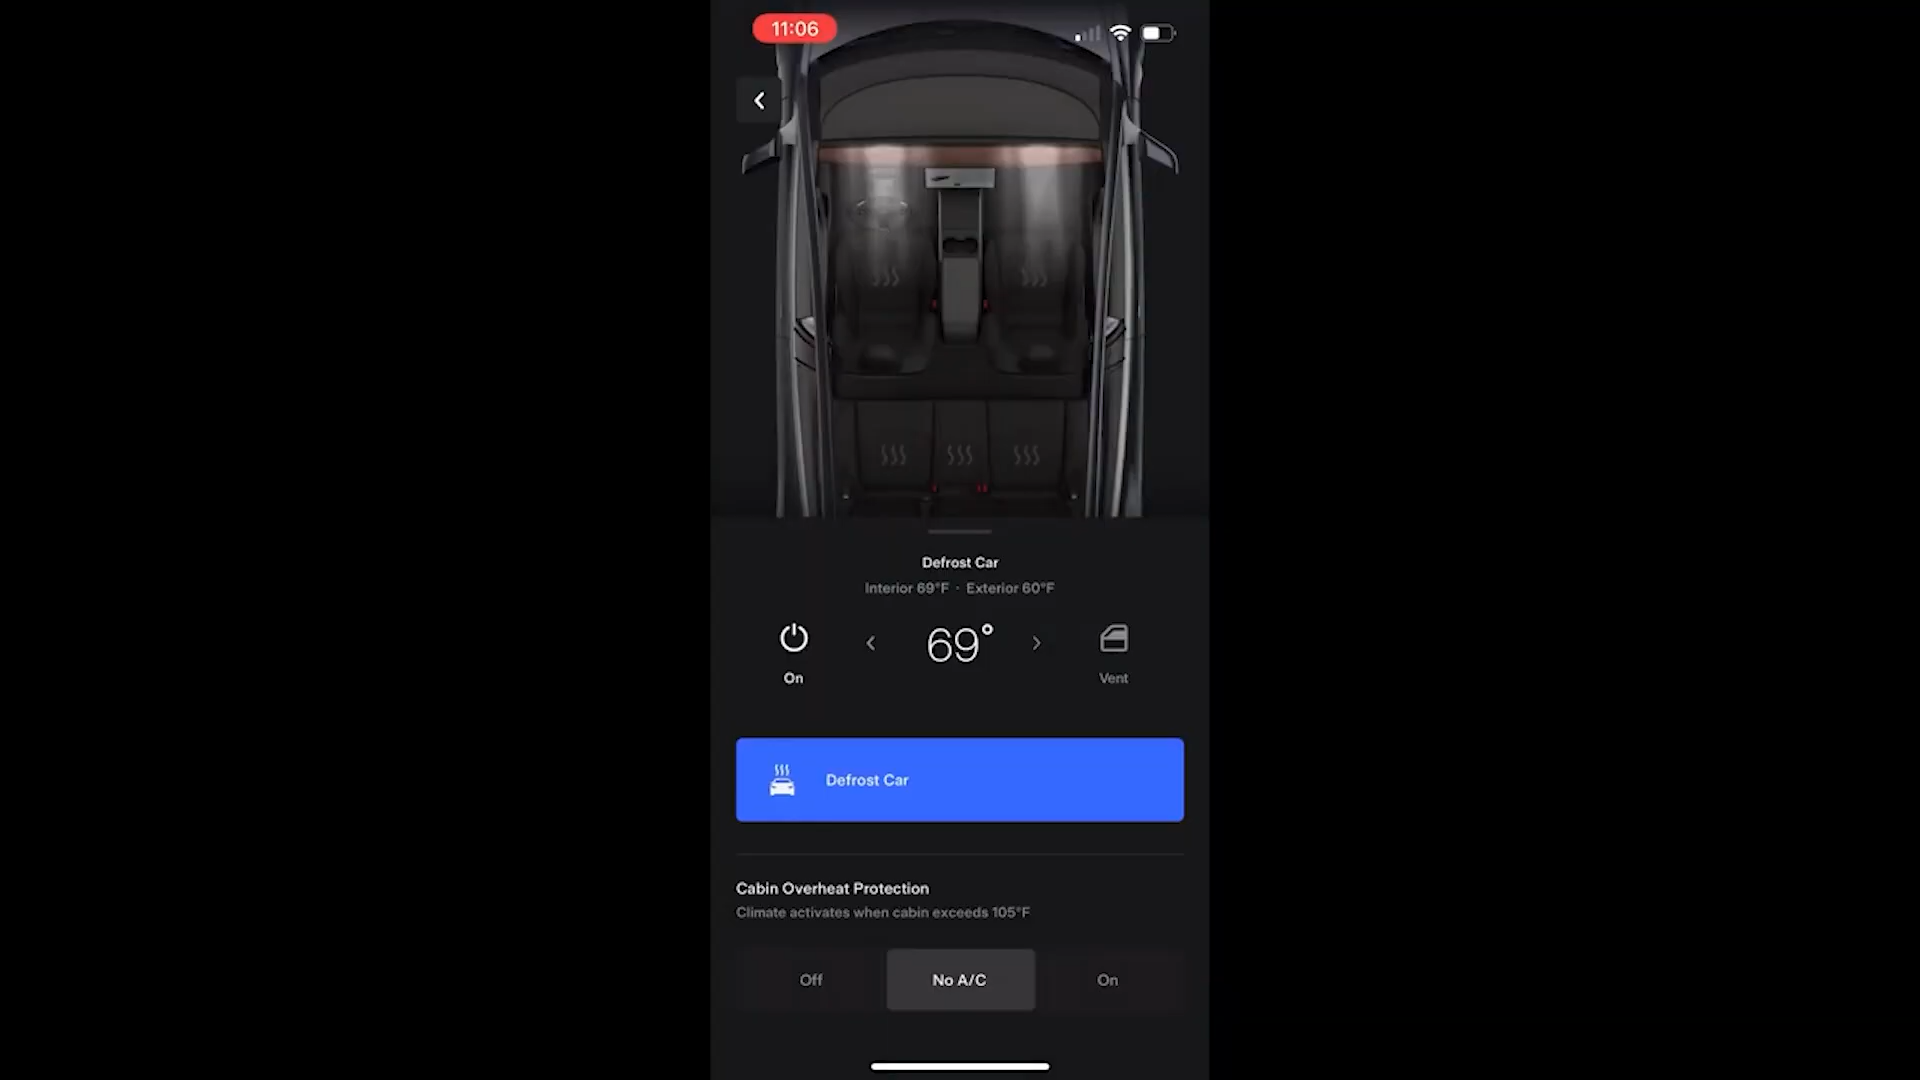 11:06
Defrost Car
Interior 69°F · Exterior 60°F
69°
On
Vent
Defrost Car
Cabin Overheat Protection
Climate activates when cabin exceeds 105°F
Off
No A/C
On